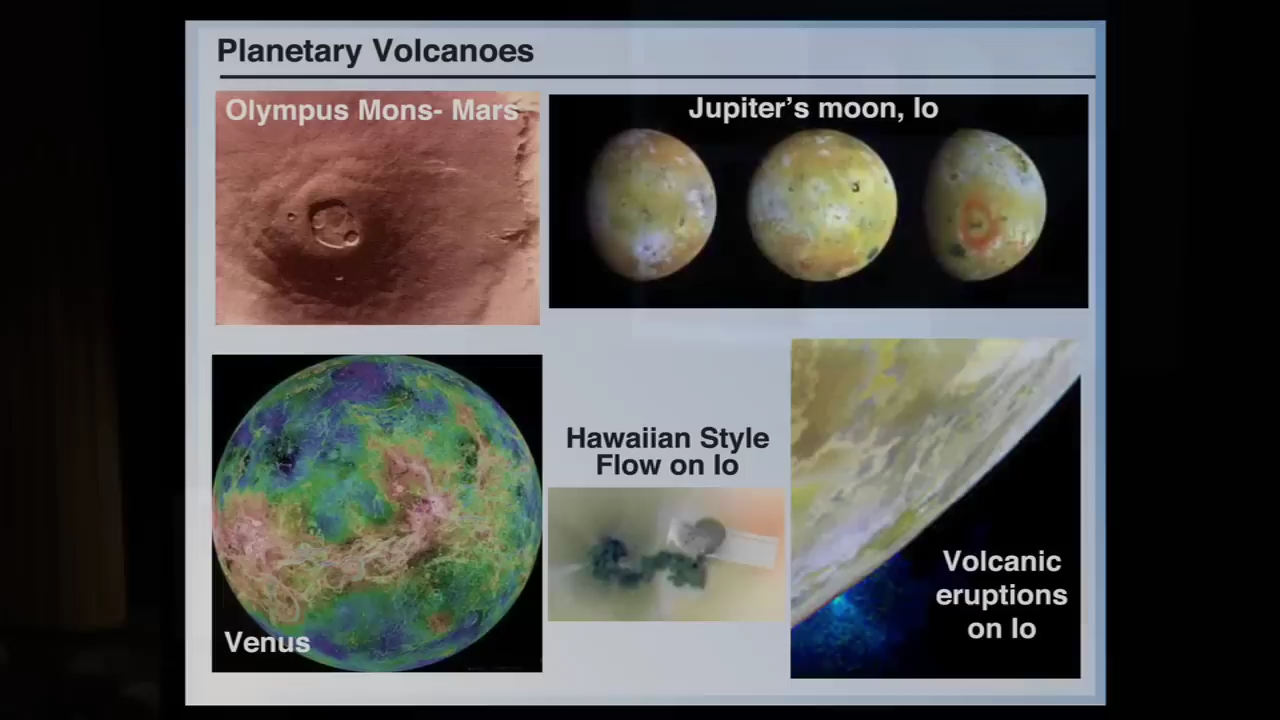 Planetary Volcanoes
Olympus Mons- Mars
Jupiter's moon, Io
Hawaiian Style
Flow on Io
Volcanic
eruptions
on Io
Venus